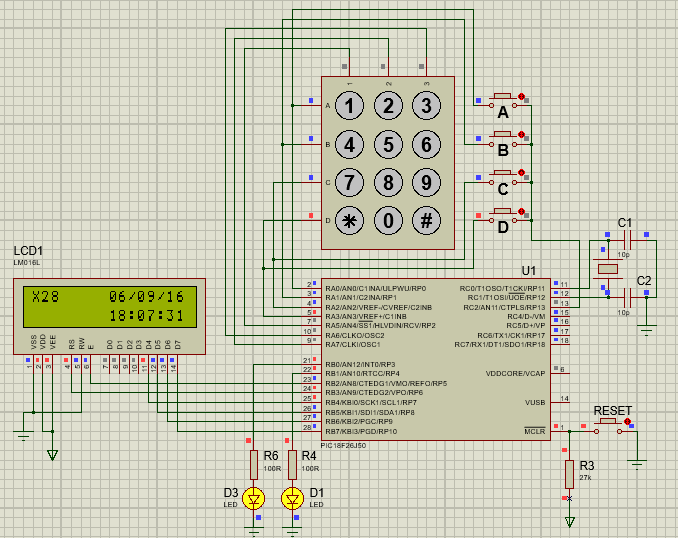 1
2
3
A
B
C
D
1 2 3
4 5 6
7 8 9
* 0 #
A
B
C
D
LCD1
LM016L
X28 06/09/16
18:07:31
VSS
VDD
VEE
RS
RW
E
D0
D1
D2
D3
D4
D5
D6
D7
1
2
3
4
5
6
7
8
9
10
11
12
13
14
U1
2 RA0/AN0/C1INA/ULPWU/RP0
3 RA1/AN1/C2INA/RP1
4 RA2/AN2/VREF-/CVREF/C2INB
5 RA3/AN3/VREF+/C1INB
7 RA5/AN4/SS1/HLVDIN/RCV/RP2
10 RA6/CLKO/OSC2
9 RA7/CLKI/OSC1
21 RB0/AN12/INT0/RP3
22 RB1/AN10/RTCC/RP4
23 RB2/AN8/CTEDG1/VMO/REFO/RP5
24 RB3/AN9/CTEDG2/VPO/RP6
25 RB4/KBI0/SCK1/SCL1/RP7
26 RB5/KBI1/SDI1/SDA1/RP8
27 RB6/KBI2/PGC/RP9
28 RB7/KBI3/PGD/RP10
RC0/T1OSO/T1CK/RP11 11
RC1/T1OSI/UOE/RP12 12
RC2/AN11/CTPLS/RP13 13
RC4/D-/VM 15
RC5/D+/VP 16
RC6/TX1/CK1/RP17 17
RC7/RX1/DT1/SDO1/RP18 18
VDDCORE/VCAP 6
VUSB 14
MCLR 1
PIC18F26J50
C1
10p
C2
10p
RESET
R3
27k
R6
100R
R4
100R
D3
LED
D1
LED